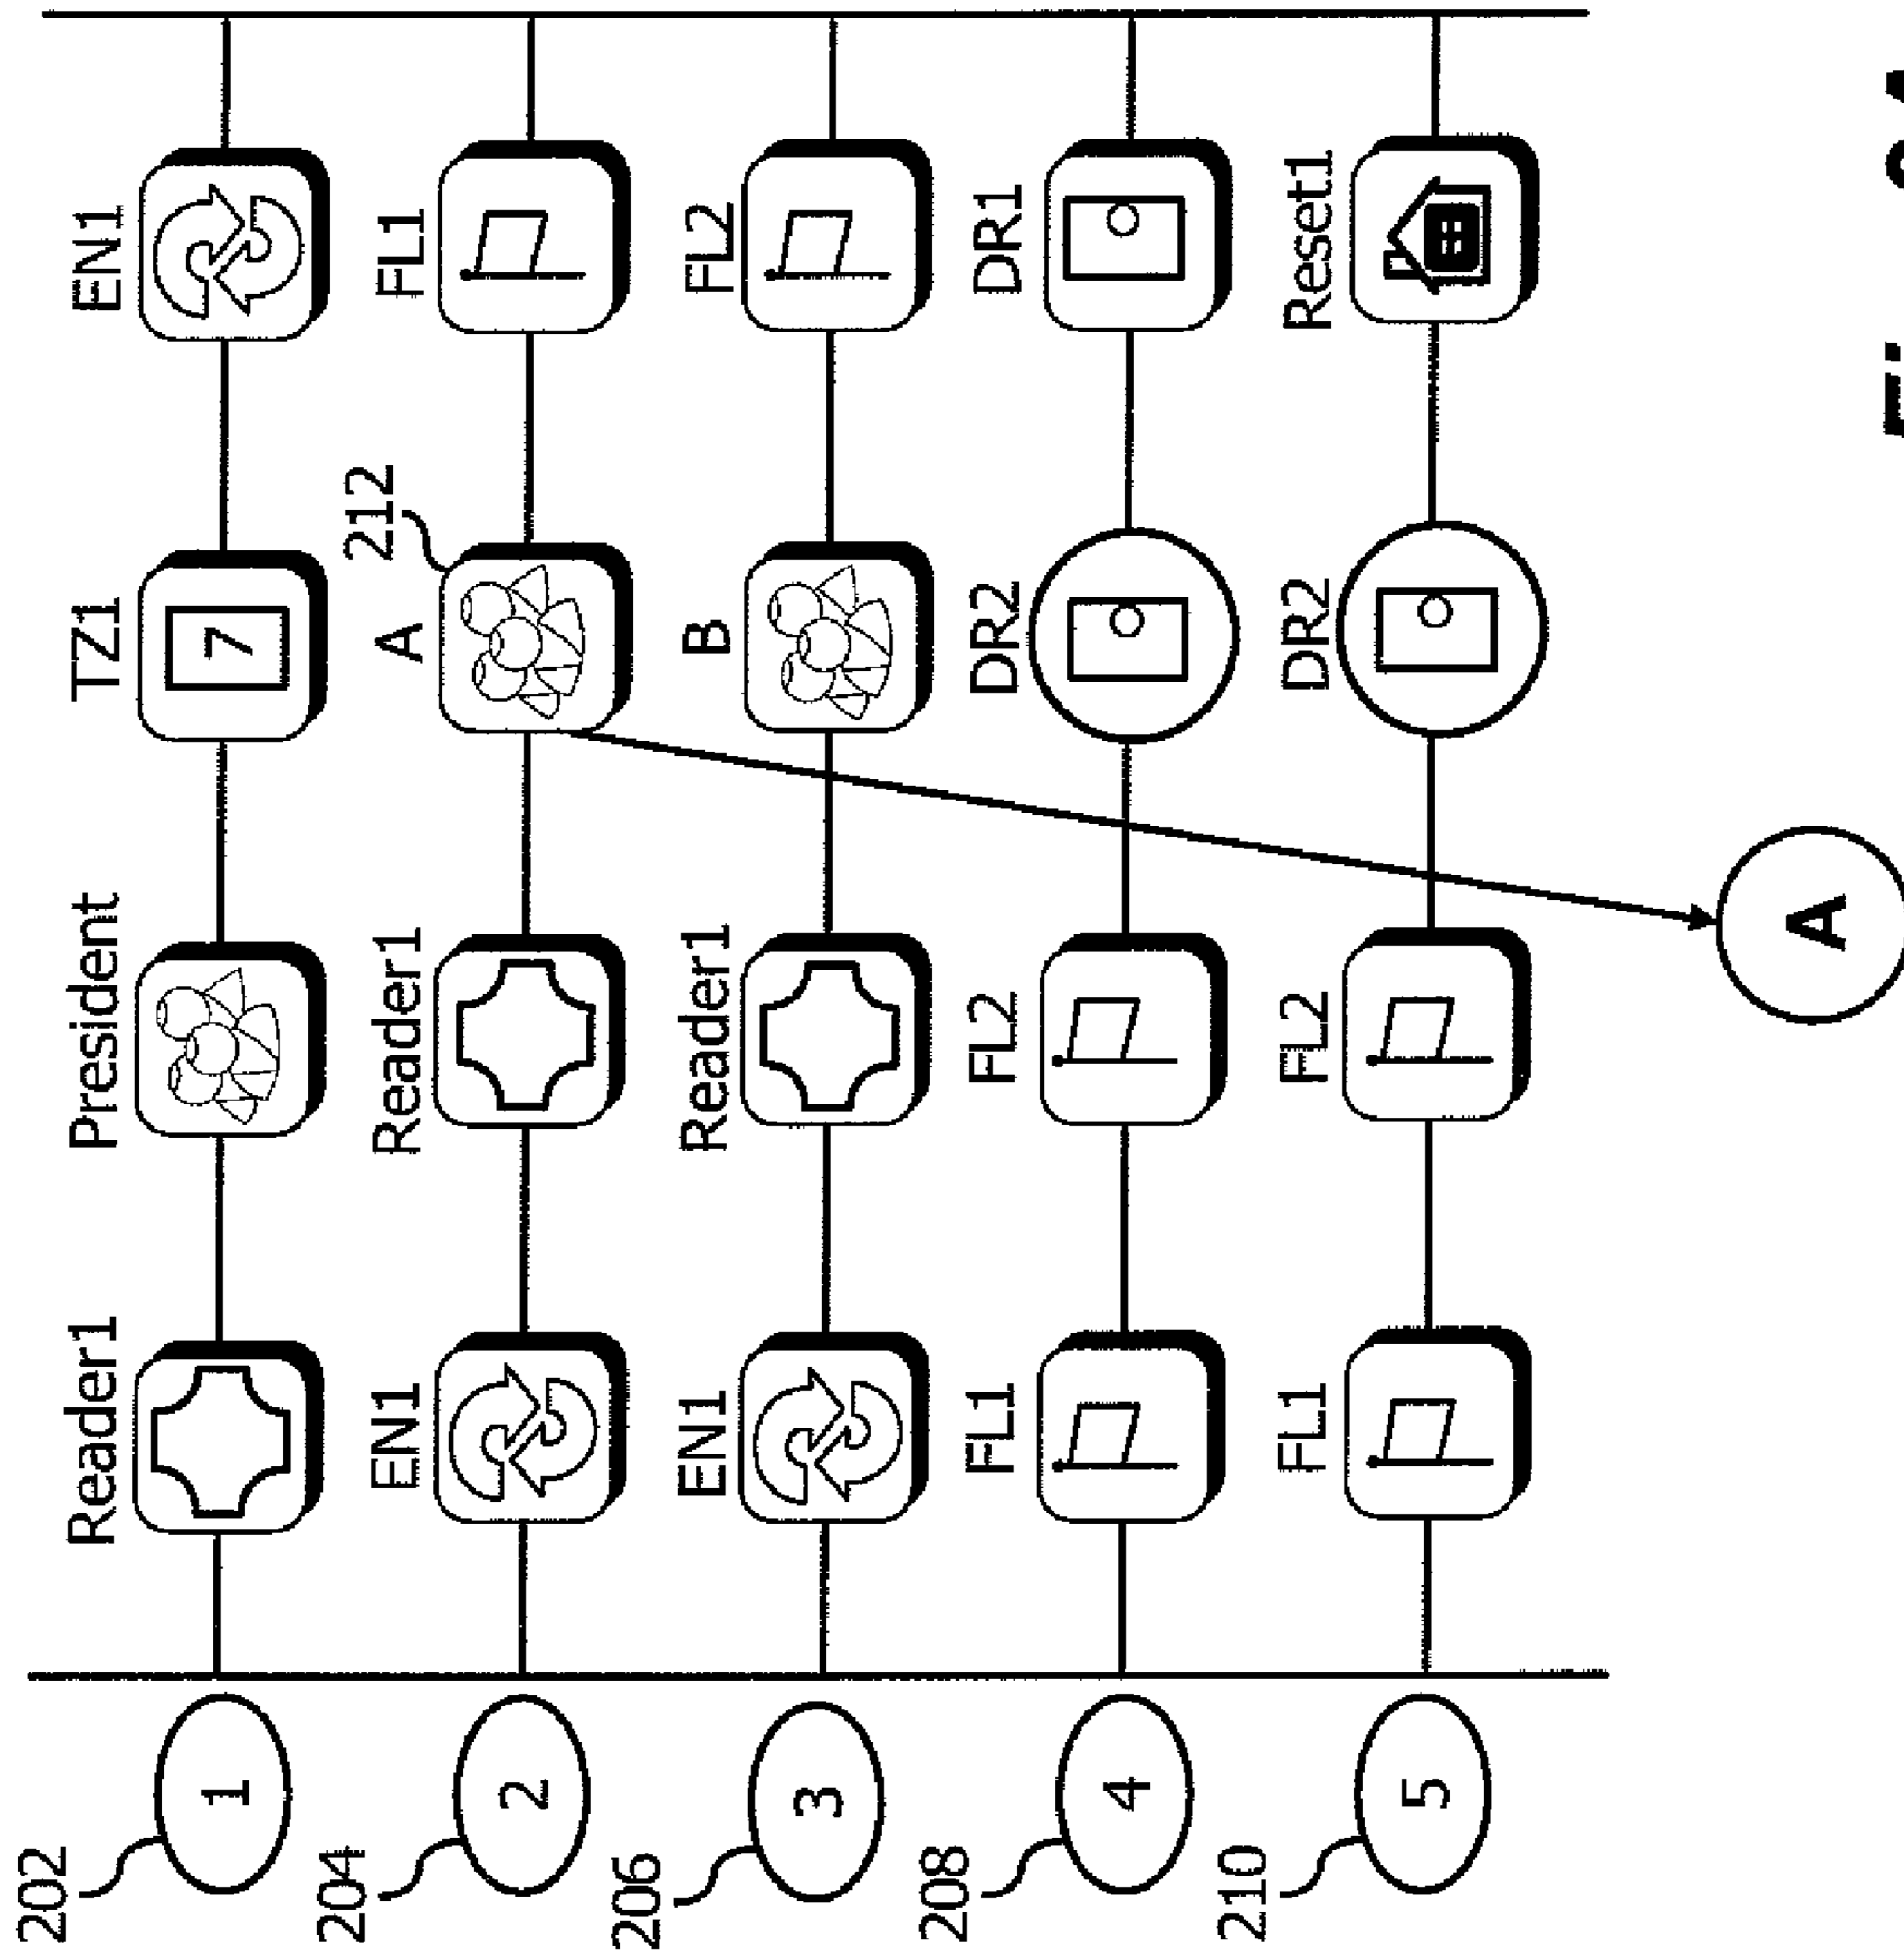 Reader1 President TZ1 EN1
202 1
212
EN1 Reader1 A FL1
204 2
EN1 Reader1 B FL2
206 3
FL1 FL2 DR2 DR1
208 4
FL1 FL2 DR2 Reset1
210 5
7
A